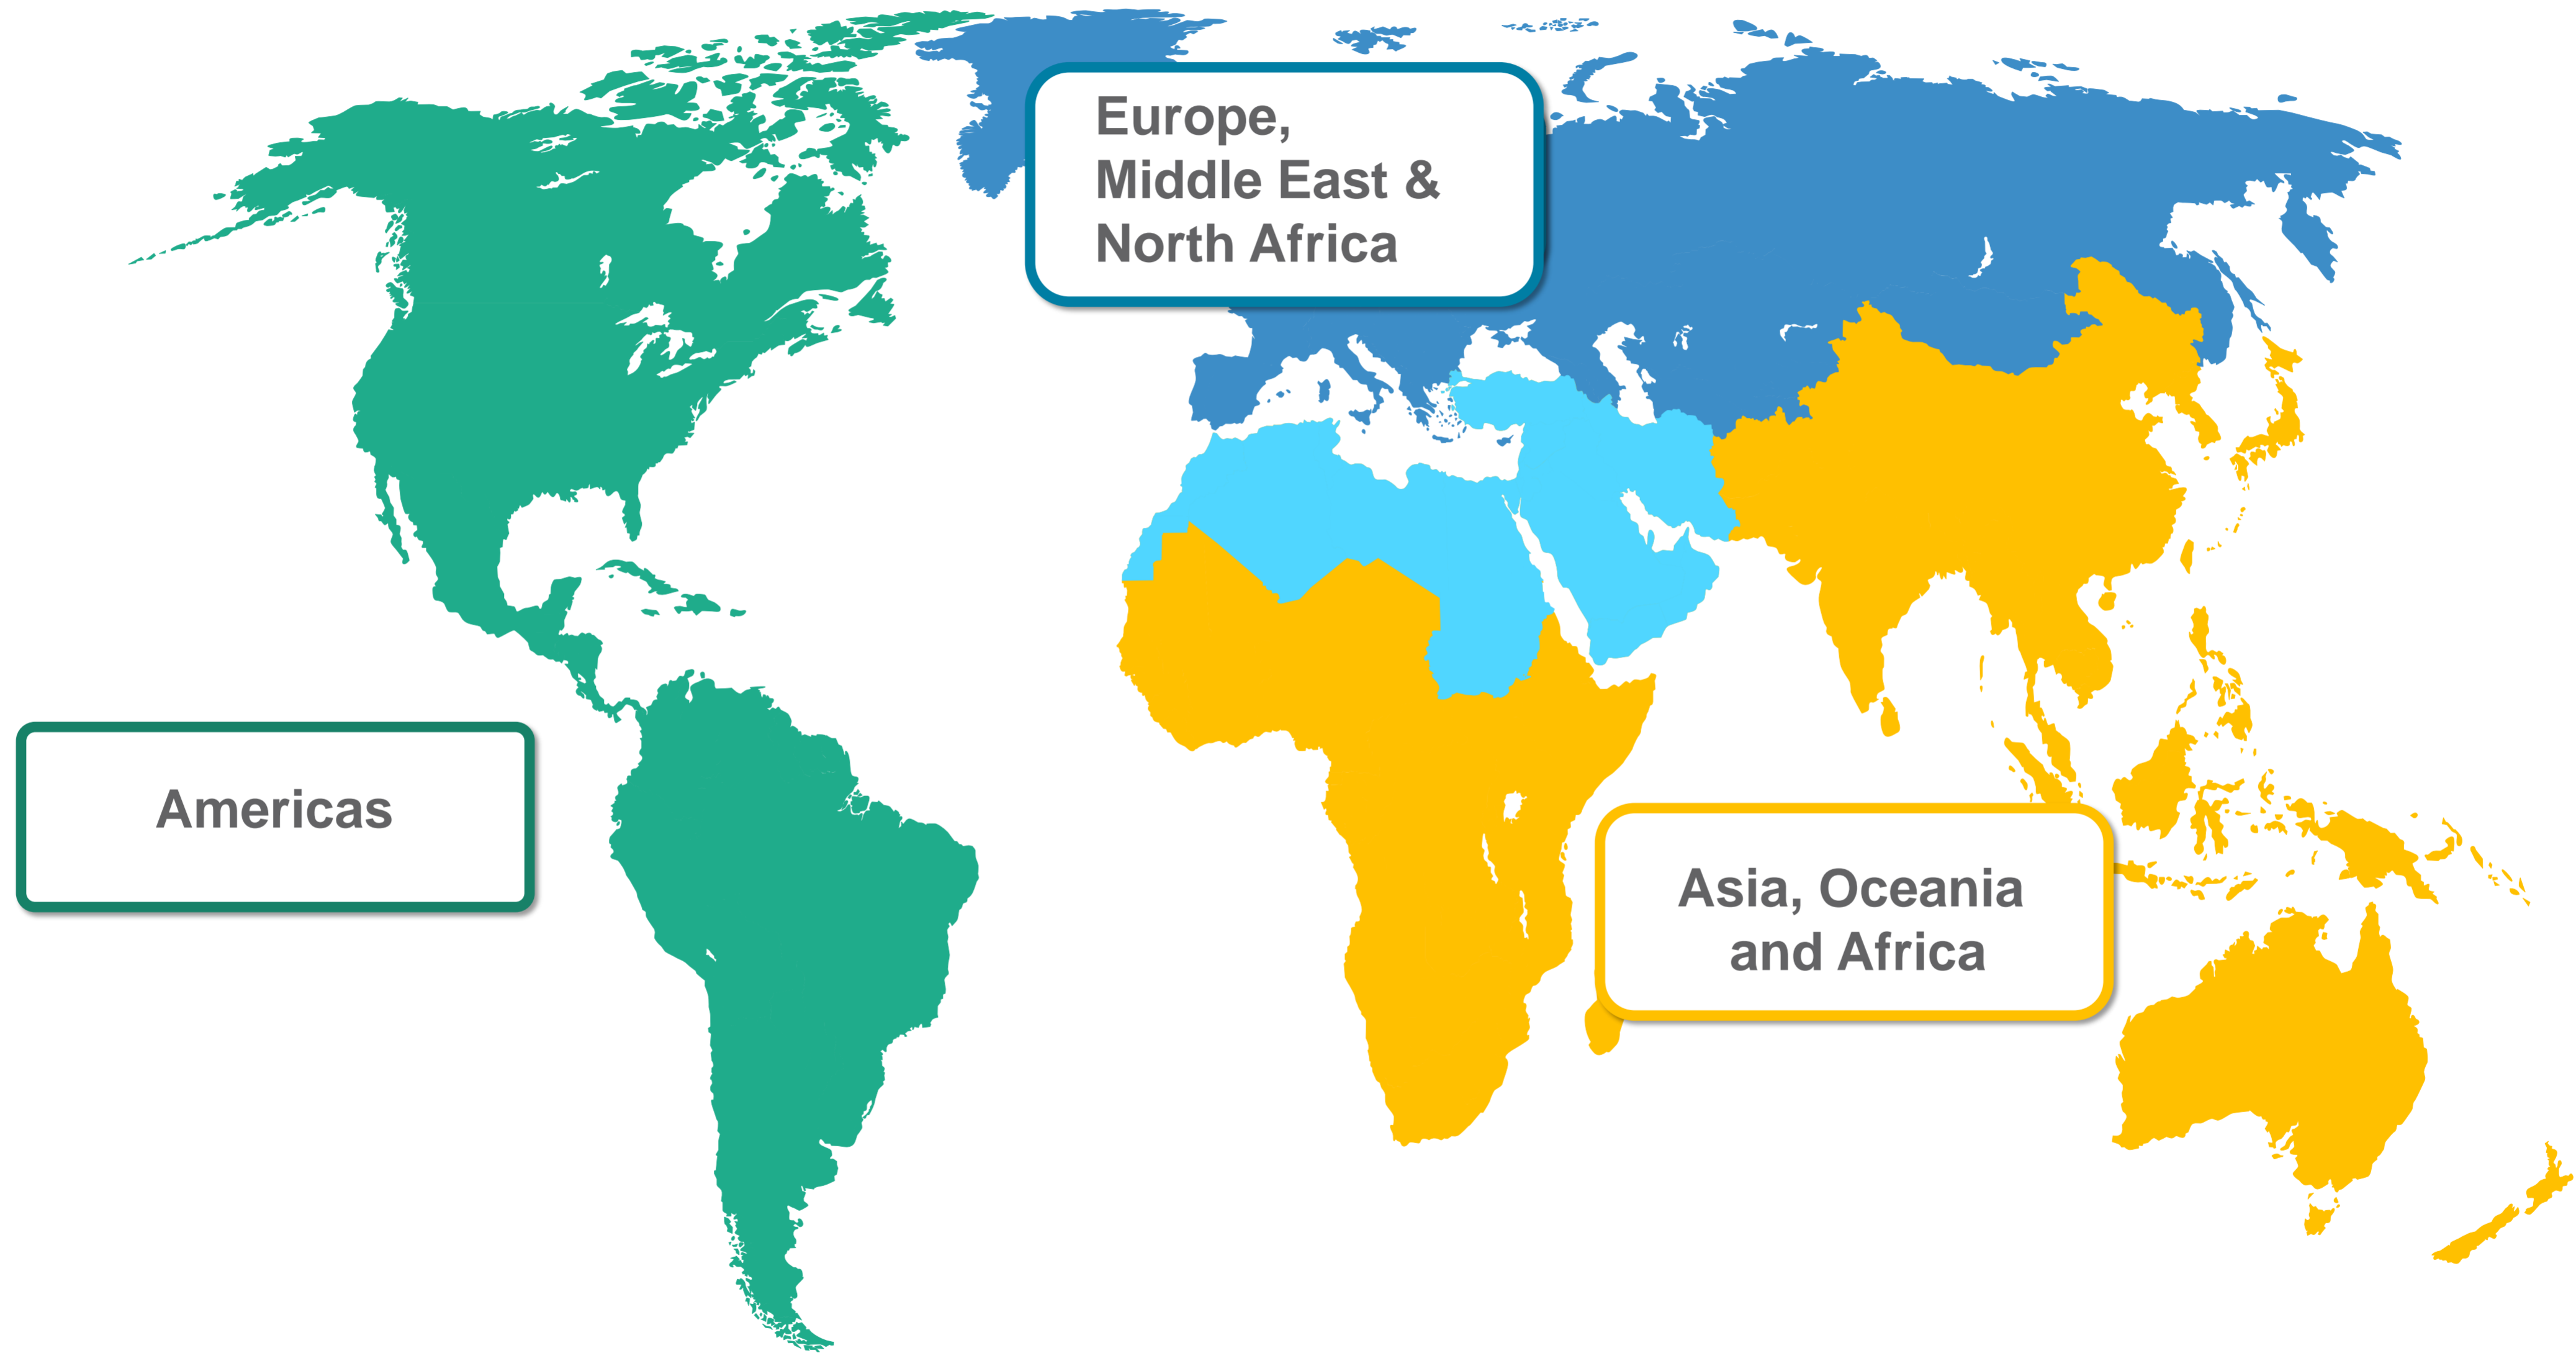 Europe,
Middle East &
North Africa
Americas
Asia, Oceania
and Africa